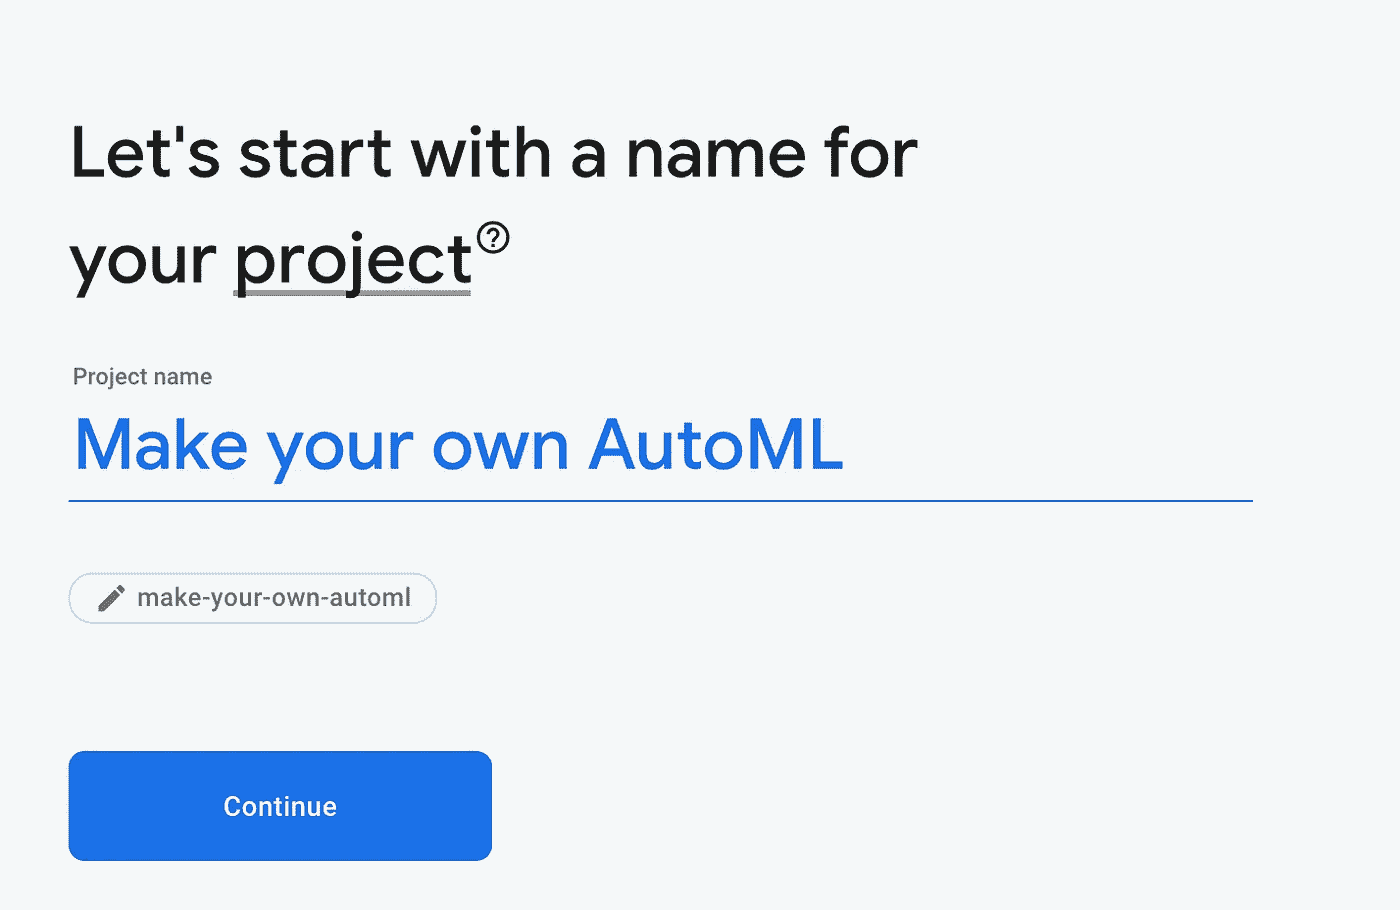 Let's start with a name for
your project
Project name
Make your own AutoML
make-your-own-automl
Continue